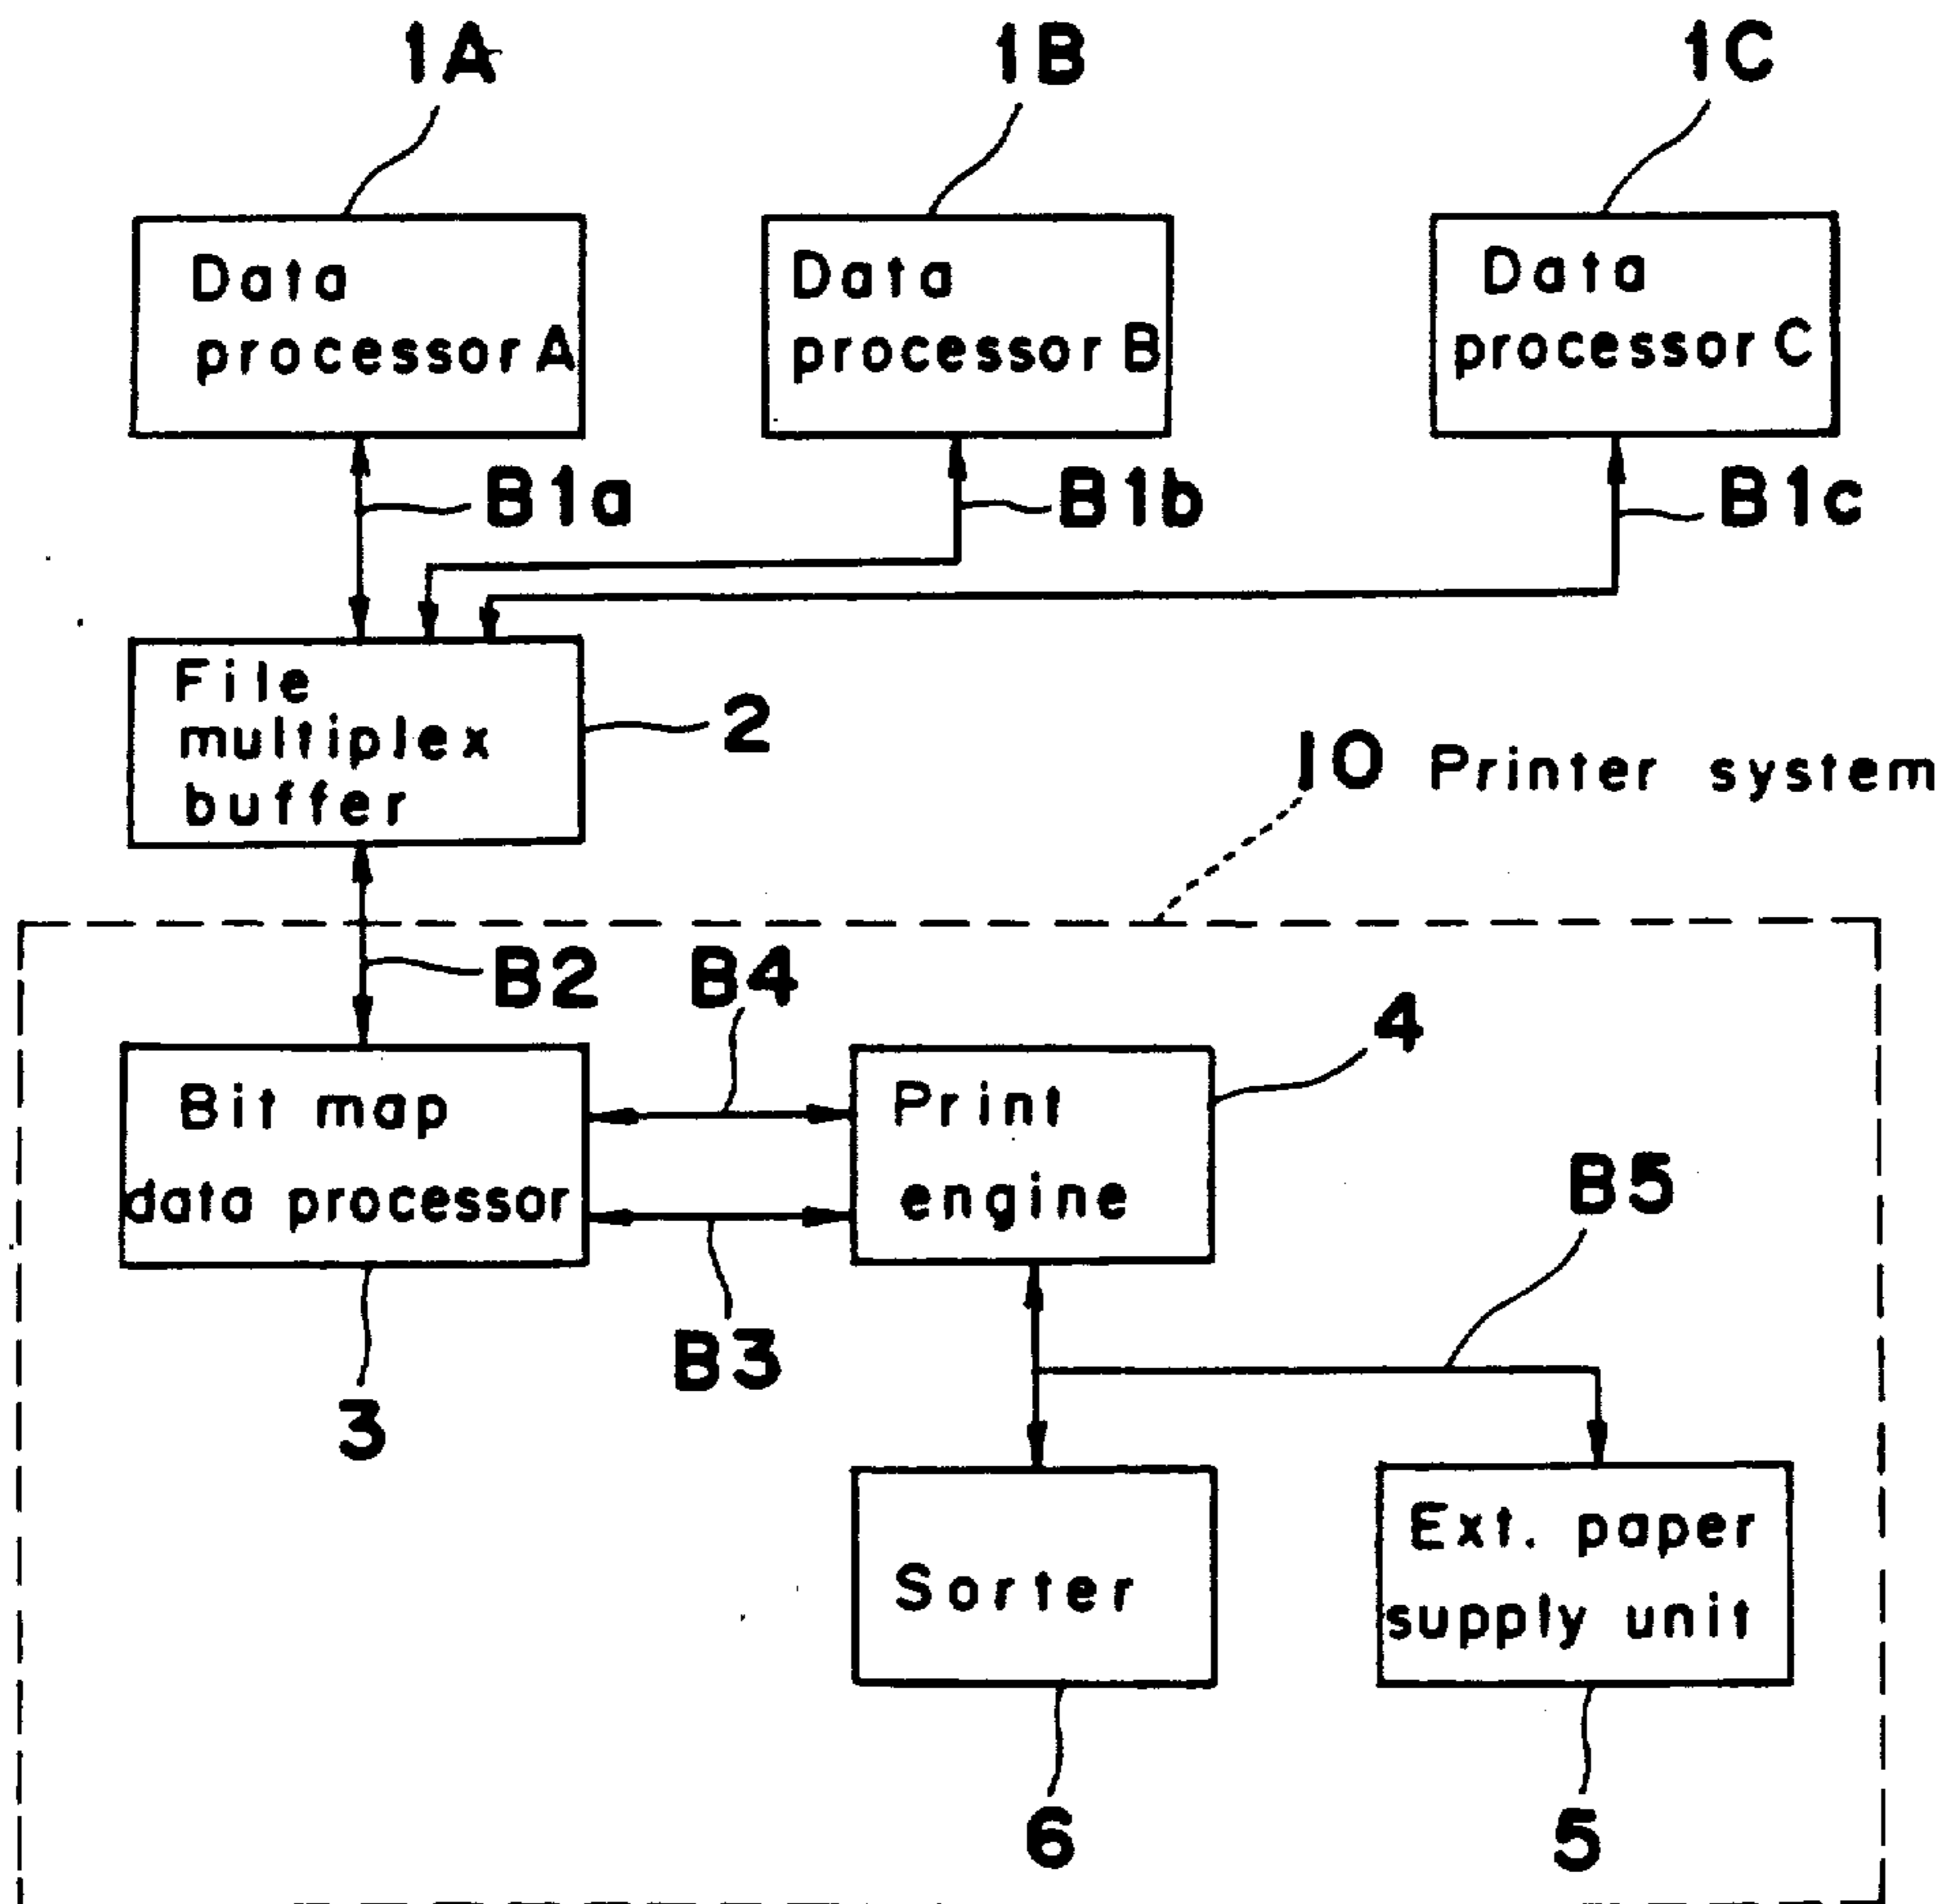 1A
1B
1C
Data
processor A
Data
processor B
Data
processor C
B1a
B1b
B1c
File
multiplex
buffer
2
10 Printer system
B2
B4
4
Bit map
data processor
Print
engine
B5
B3
3
Sorter
Ext. paper
supply unit
6
5